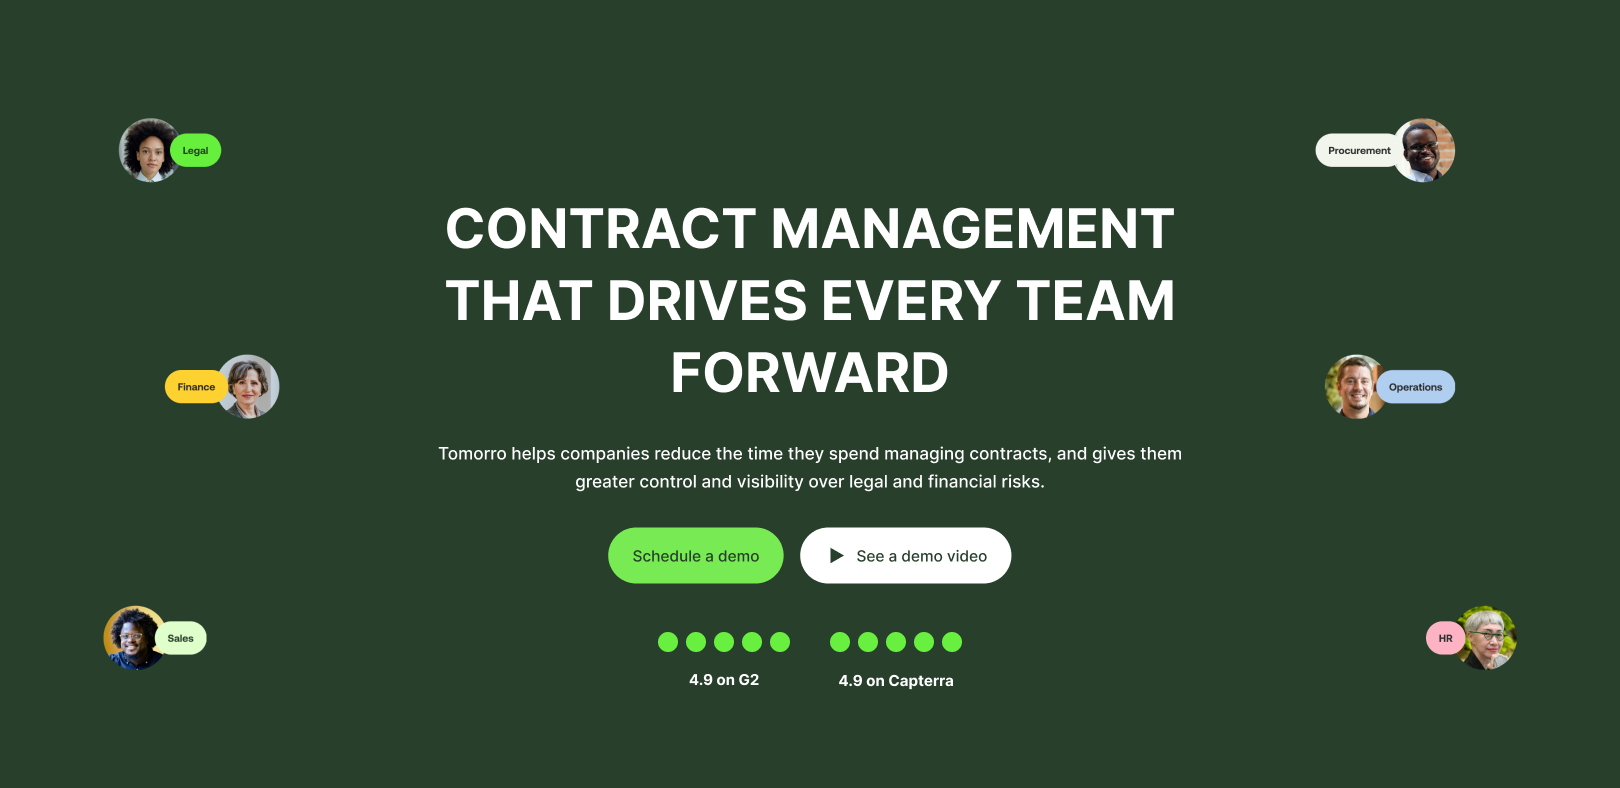 Legal
Procurement
CONTRACT MANAGEMENT
THAT DRIVES EVERY TEAM
FORWARD
Finance
Operations
Tomorro helps companies reduce the time they spend managing contracts, and gives them
greater control and visibility over legal and financial risks.
Schedule a demo
See a demo video
Sales
HR
4.9 on G2
4.9 on Capterra